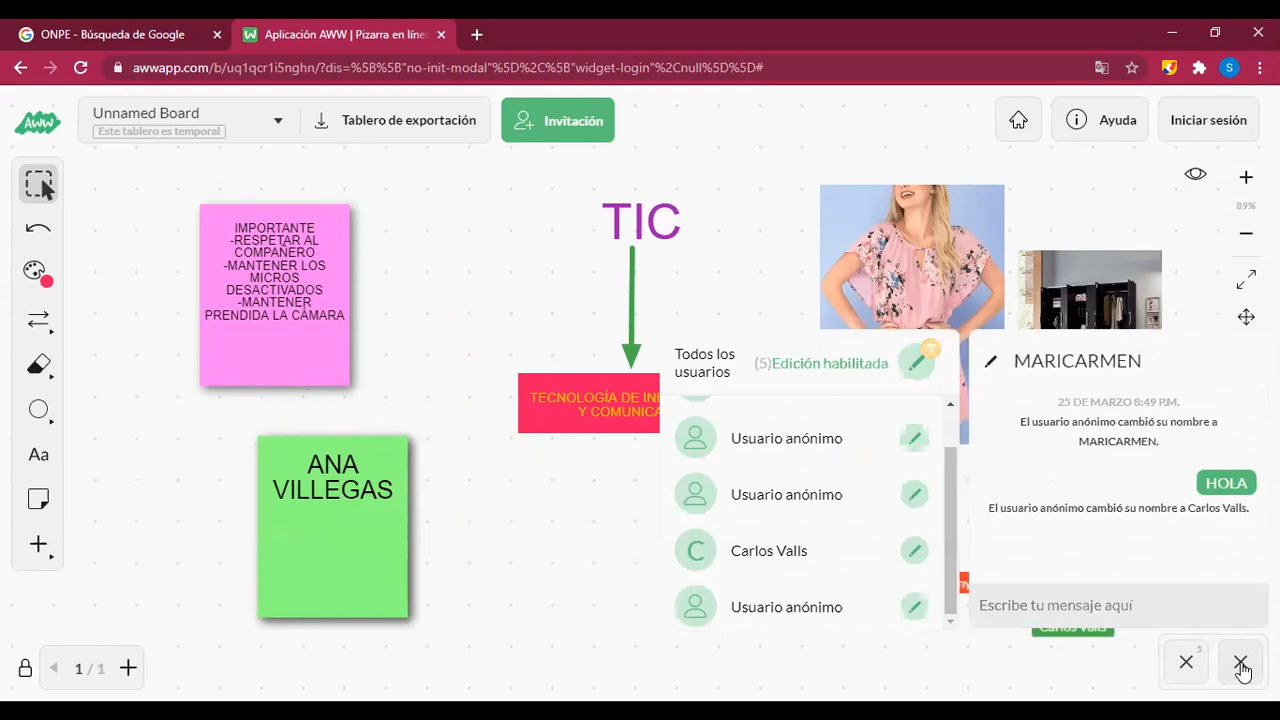 ONPE - Búsqueda de Google
Aplicación AWW | Pizarra en línea
awwapp.com/b/uq1qcr1i5nghn/?dis=%5B%5B"no-init-modal"%5D%2C%5B"widget-login"%2Cnull%5D%5D#
S
AWW
Unnamed Board
Este tablero es temporal
Tablero de exportación
Invitación
Ayuda
Iniciar sesión
89%
IMPORTANTE
-RESPETAR AL
COMPAÑERO
-MANTENER LOS
MICROS
DESACTIVADOS
-MANTENER
PRENDIDA LA CÁMARA
TIC
TECNOLOGÍA DE
Y
ANA
VILLEGAS
Aa
Todos los
usuarios
(5)Edición habilitada
Usuario anónimo
Usuario anónimo
C Carlos Valls
Usuario anónimo
MARICARMEN
25 DE MARZO 8:49 P.M.
El usuario anónimo cambió su nombre a
MARICARMEN.
HOLA
El usuario anónimo cambió su nombre a Carlos Valls.
Escribe tu mensaje aquí
Carlos Valls
1 / 1